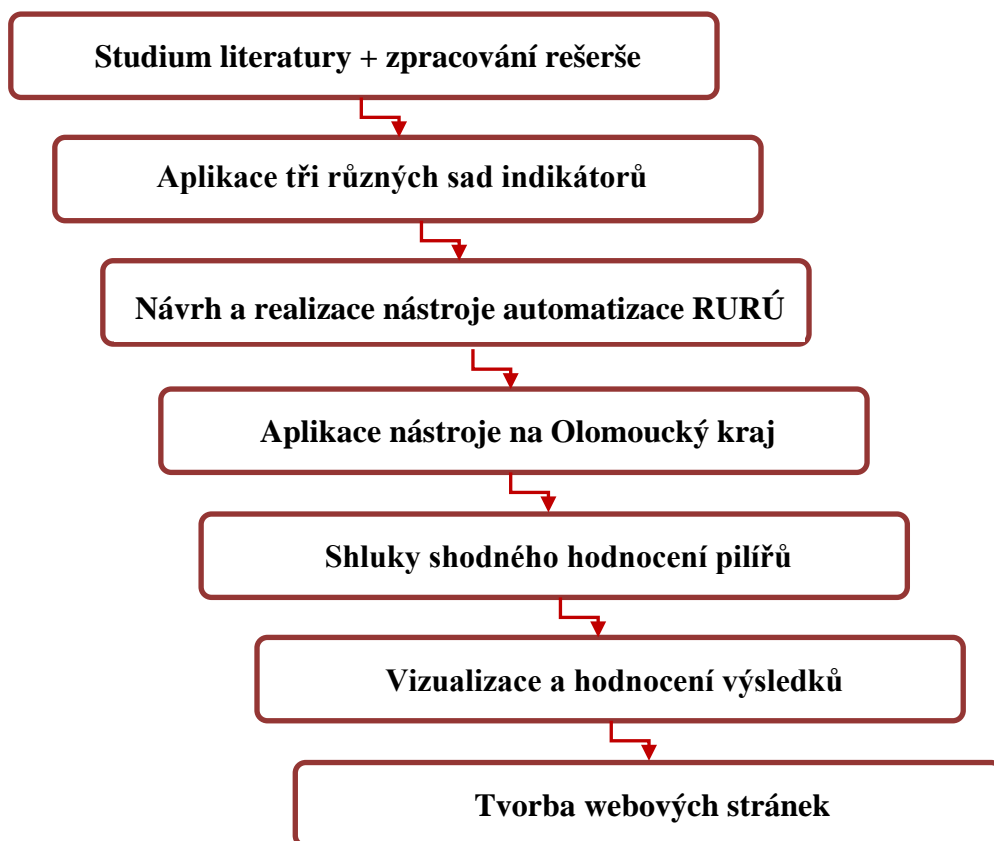 Studium literatury + zpracování rešerše
Aplikace tři různých sad indikátorů
Návrh a realizace nástroje automatizace RURÚ
Aplikace nástroje na Olomoucký kraj
Shluky shodného hodnocení pilířů
Vizualizace a hodnocení výsledků
Tvorba webových stránek